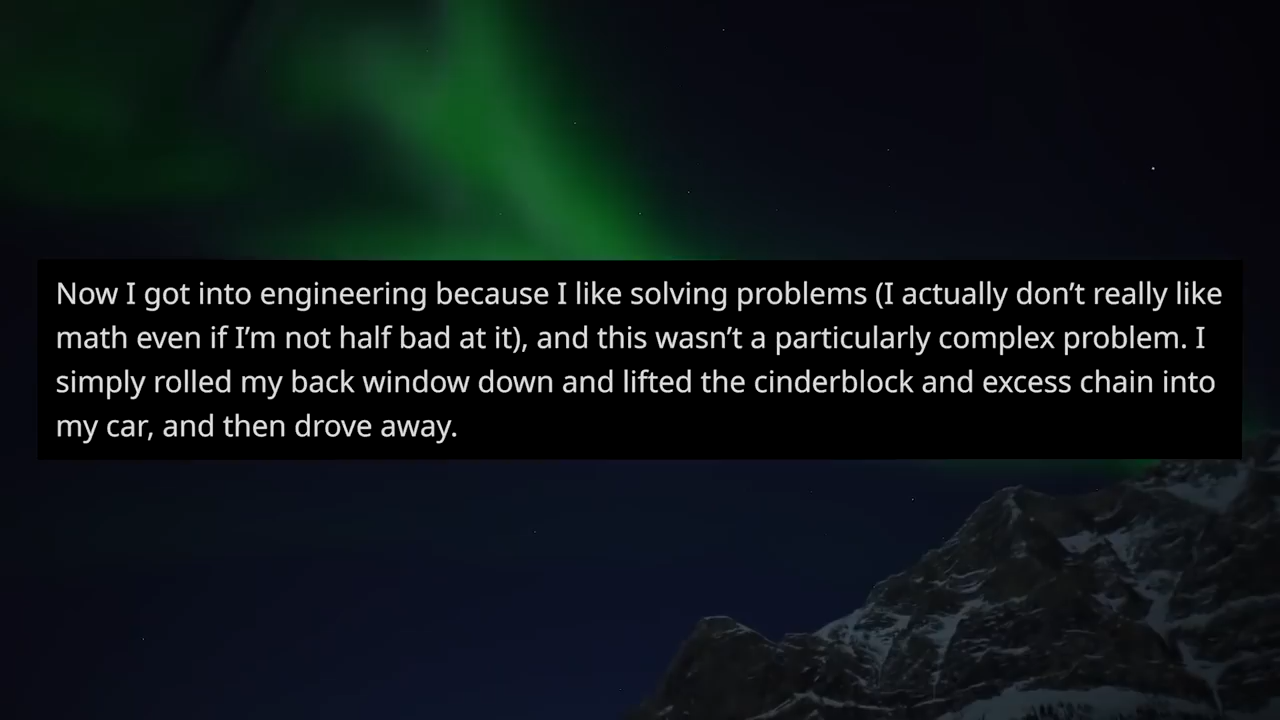 Now I got into engineering because I like solving problems (I actually don’t really like
math even if I’m not half bad at it), and this wasn’t a particularly complex problem. I
simply rolled my back window down and lifted the cinderblock and excess chain into
my car, and then drove away.